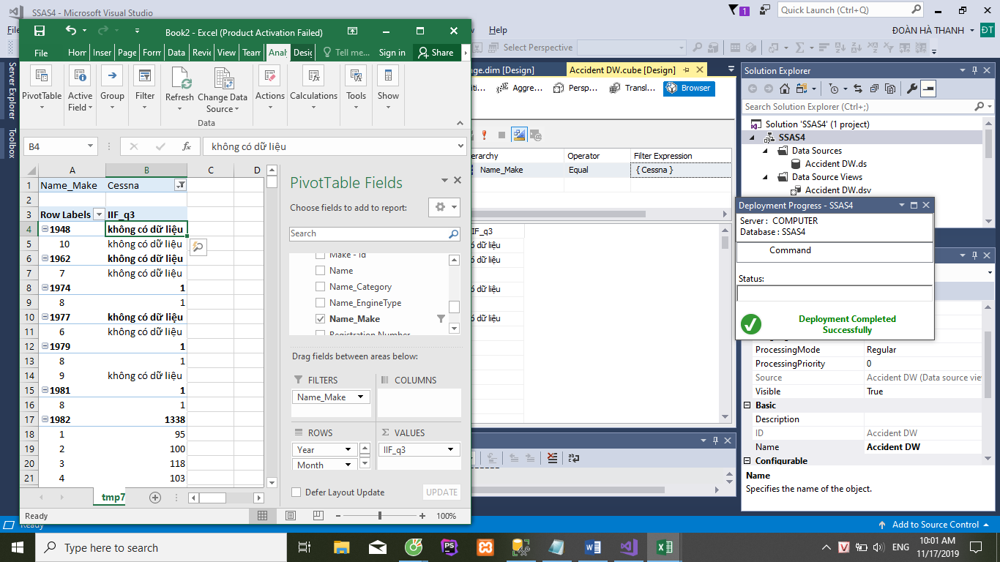 SSAS4 - Microsoft Visual Studio
1
Quick Launch (Ctrl+Q)
Help
ĐOÀN HÀ THANH
ĐT
Select Perspective
Book2 - Excel (Product Activation Failed)
File
Hom
Inser
Page
Form
Data
Revie
View
Team
Anal
Desig
Tell me...
Sign in
Share
PivotTable
Active
Field
Group
Filter
Refresh
Change Data
Source
Actions
Calculations
Tools
Show
Data
B4
fx
không có dữ liệu
Server Explorer
Toolbox
A
B
C
D
1 Name_Make Cessna
2
3 Row Labels IIF_q3
4 1948 không có dữ liệu
5 10 không có dữ liệu
6 1962 không có dữ liệu
7 7 không có dữ liệu
8 1974 1
9 8 1
10 1977 không có dữ liệu
11 6 không có dữ liệu
12 1979 1
13 8 1
14 9 không có dữ liệu
15 1981 1
16 8 1
17 1982 1338
18 1 95
19 2 100
20 3 118
21 4 103
tmp7
Ready
100%
PivotTable Fields
Choose fields to add to report:
Search
Make - Id
Name
Name_Category
Name_EngineType
Name_Make
Registration Number
Drag fields between areas below:
FILTERS
COLUMNS
Name_Make
ROWS
VALUES
Year
IIF_q3
Month
Defer Layout Update
UPDATE
nge.dim [Design]
Accident DW.cube [Design]
iti...
Aggre...
Persp...
Transl...
Browser
erarchy
Operator
Filter Expression
Name_Make
Equal
{ Cessna }
IF_q3
ó dữ liệu
ó dữ liệu
ó dữ liệu
ó dữ liệu
Solution Explorer
Search Solution Explorer (Ctrl+;)
Solution 'SSAS4' (1 project)
SSAS4
Data Sources
Accident DW.ds
Data Source Views
Accident DW.dsv
Deployment Progress - SSAS4
Server : COMPUTER
Database : SSAS4
Command
Status:
Deployment Completed
Successfully
ProcessingMode Regular
ProcessingPriority 0
Source Accident DW (Data source vie
Visible True
Basic
Description
ID Accident DW
Name Accident DW
Configurable
Name
Specifies the name of the object.
Ready
Add to Source Control
Type here to search
PS
W
V
ENG
10:01 AM
11/17/2019